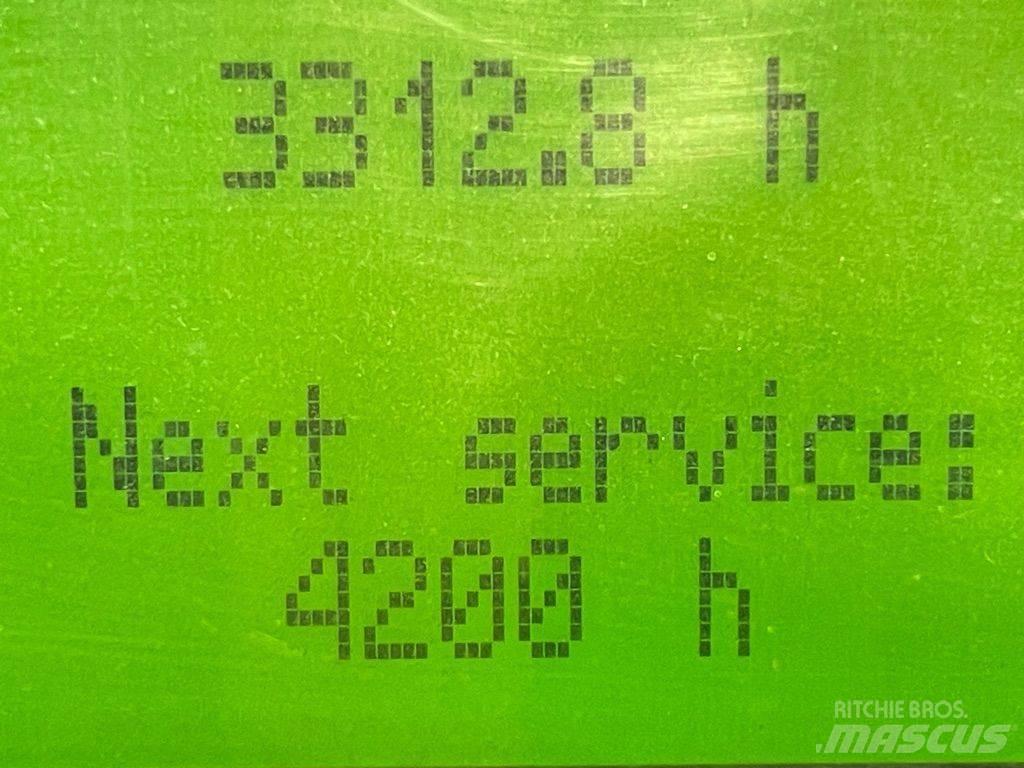 3312.8 h
Next service:
4200 h
RITCHIE BROS.
.MASCUS